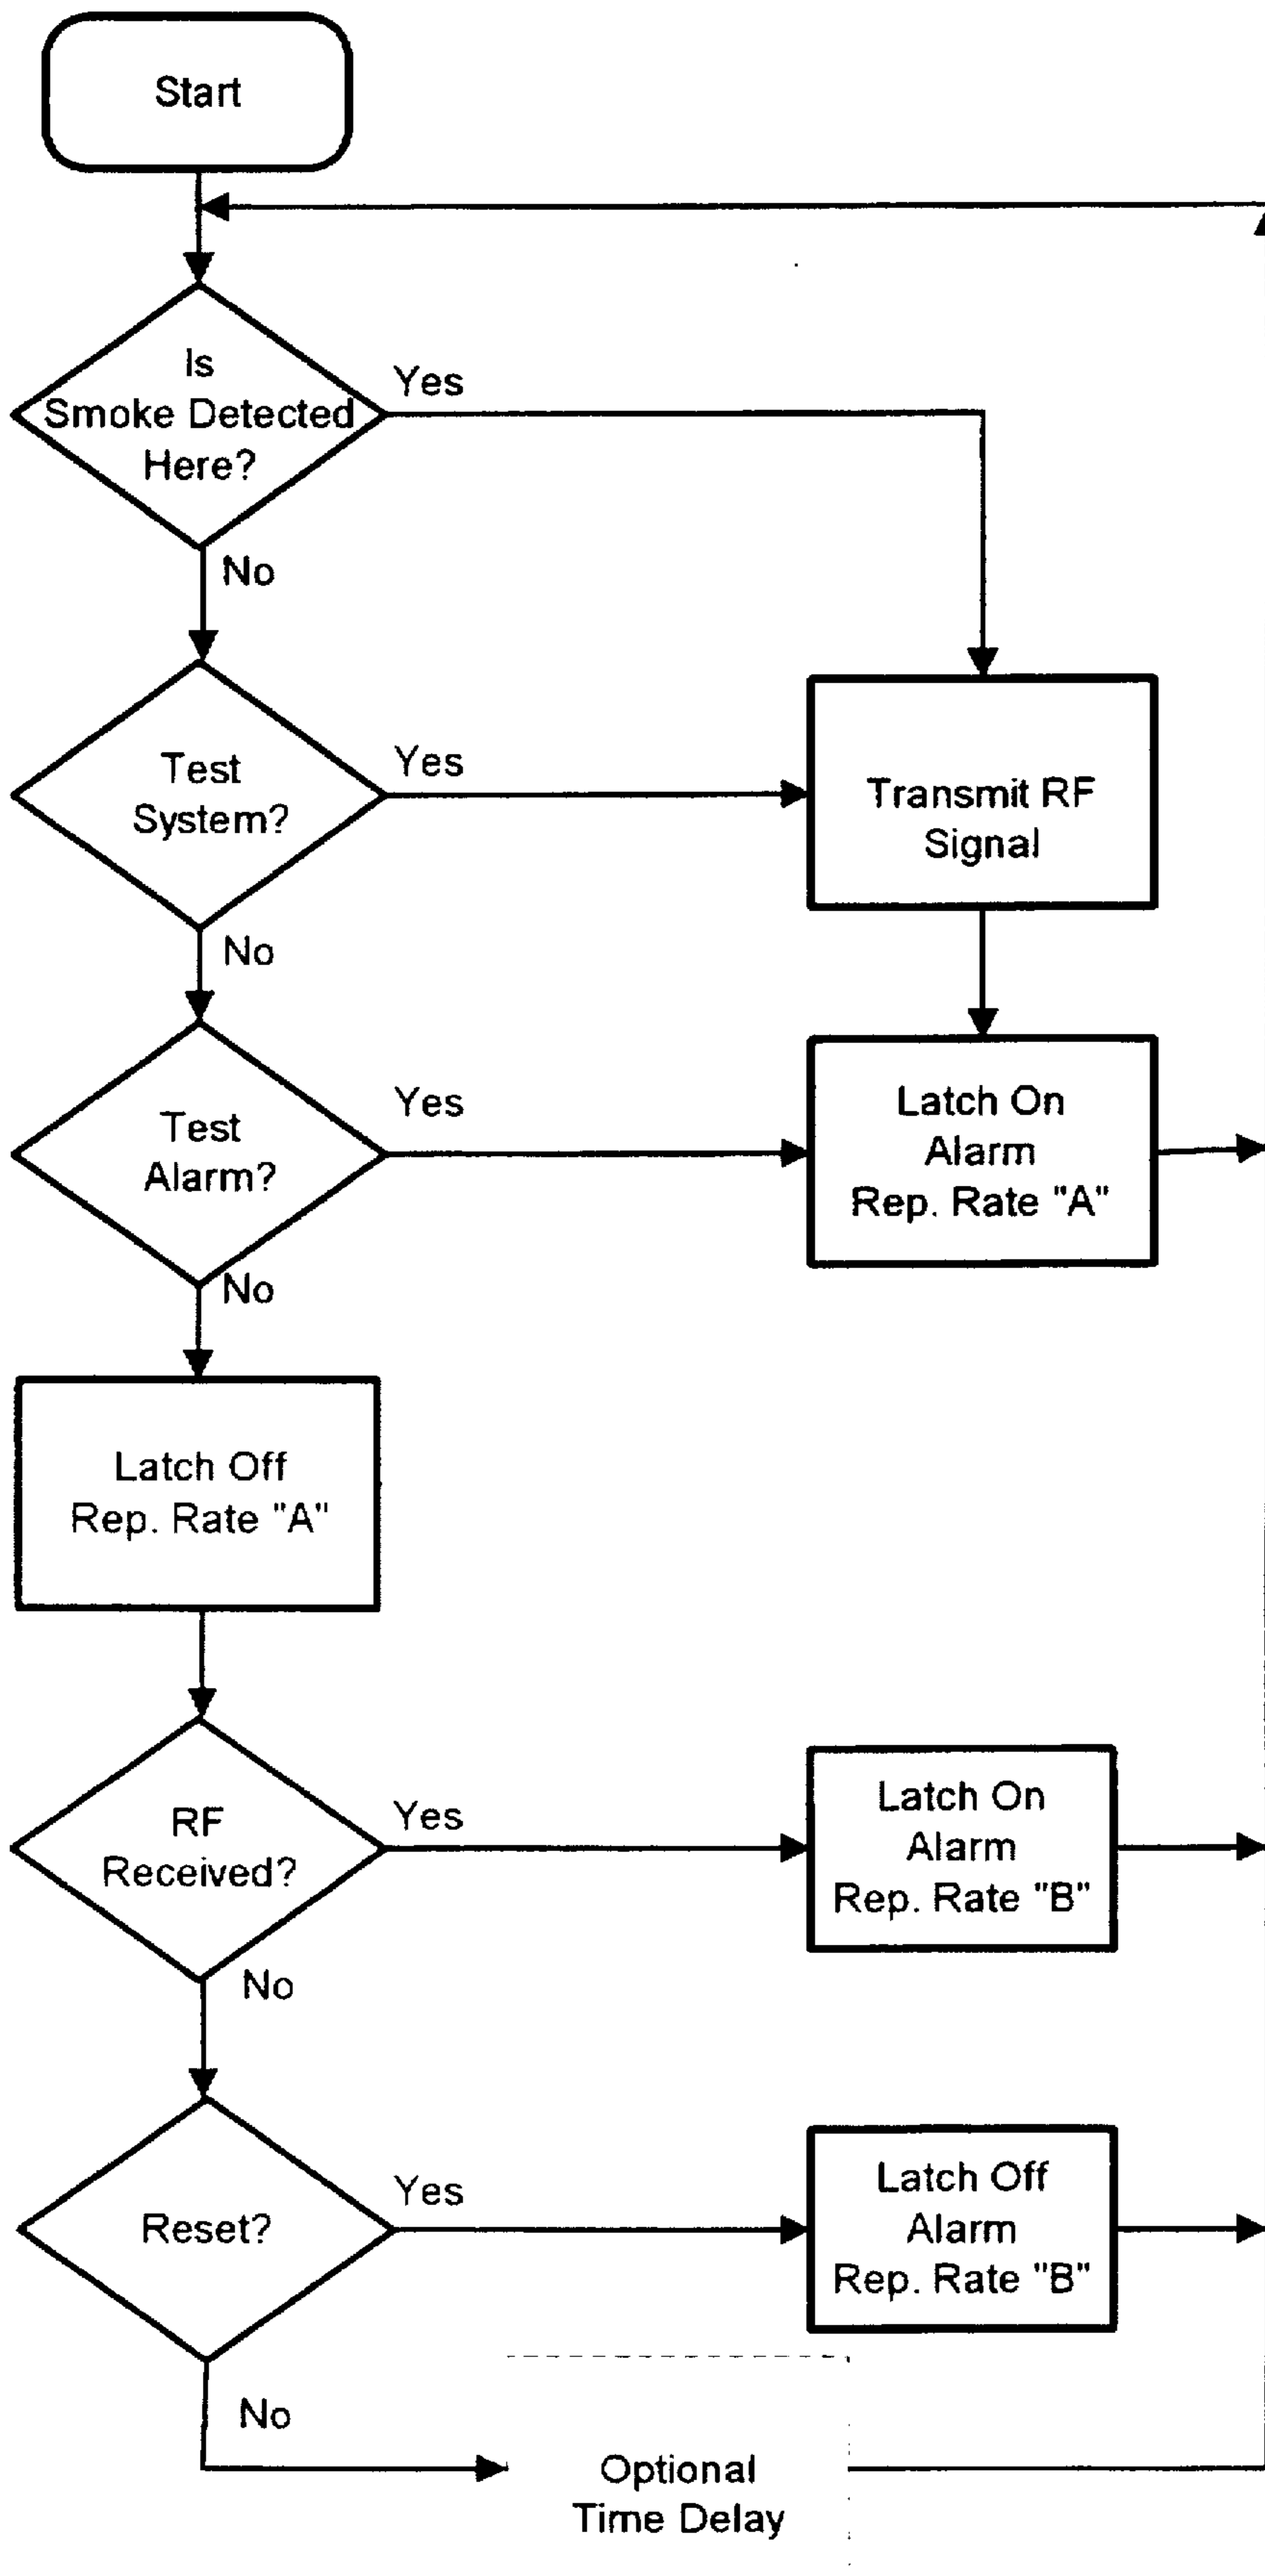 Start
Is
Smoke Detected
Here?
Yes
No
Test
System?
Yes
Transmit RF
Signal
No
Test
Alarm?
Yes
Latch On
Alarm
Rep. Rate "A"
No
Latch Off
Rep. Rate "A"
RF
Received?
Yes
Latch On
Alarm
Rep. Rate "B"
No
Reset?
Yes
Latch Off
Alarm
Rep. Rate "B"
No
Optional
Time Delay